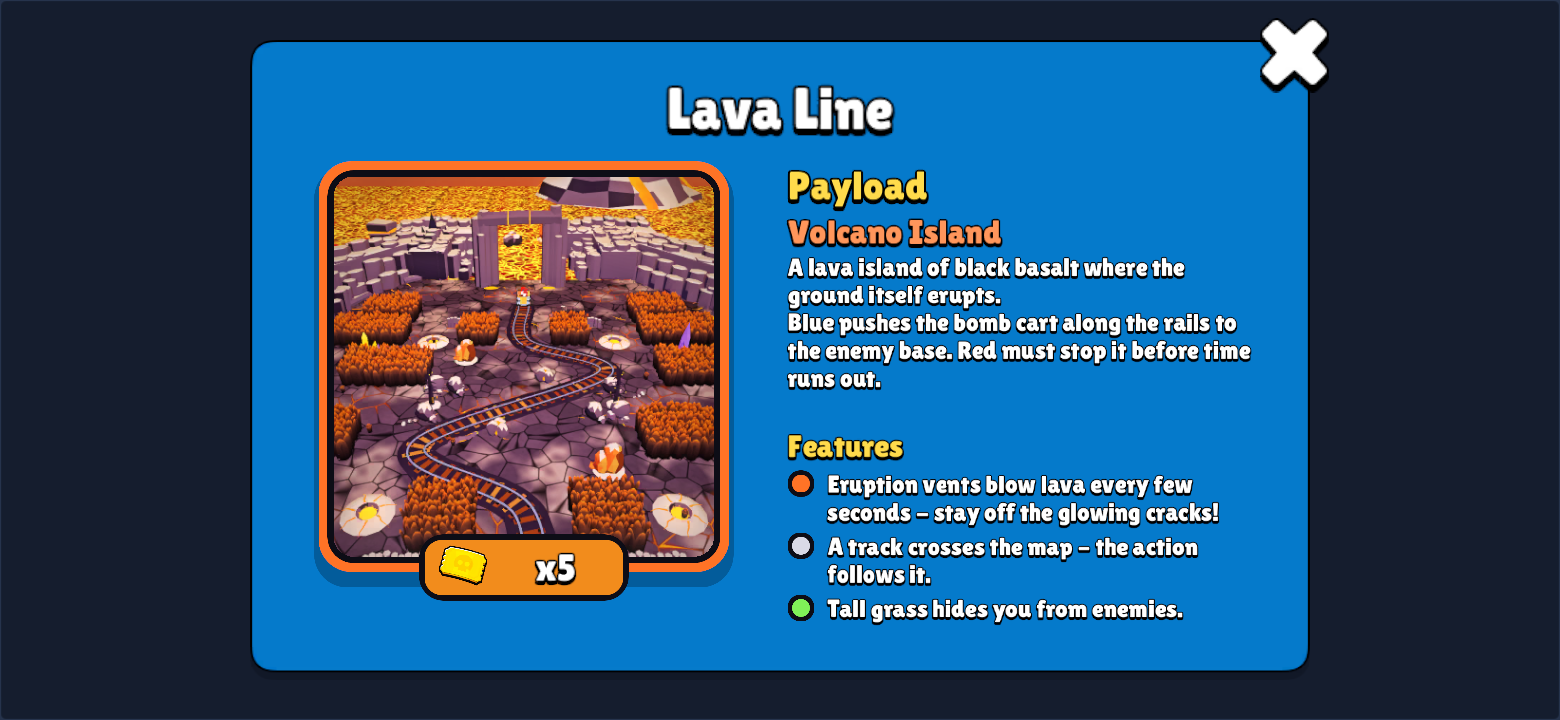 Lava Line
Payload
Volcano Island
A lava island of black basalt where the
ground itself erupts.
Blue pushes the bomb cart along the rails to
the enemy base. Red must stop it before time
runs out.
Features
Eruption vents blow lava every few
seconds – stay off the glowing cracks!
A track crosses the map – the action
follows it.
Tall grass hides you from enemies.
x5